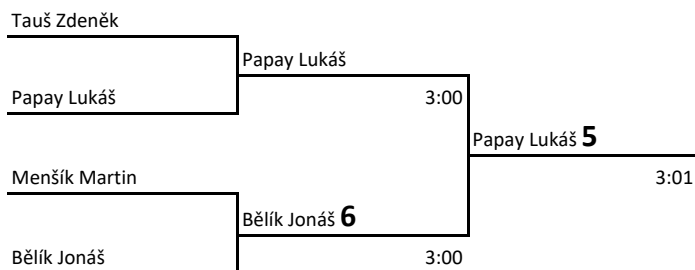 Tauš Zdeněk
Papay Lukáš
Papay Lukáš
3:00
Papay Lukáš 5
3:01
Menšík Martin
Bělík Jonáš 6
Bělík Jonáš
3:00